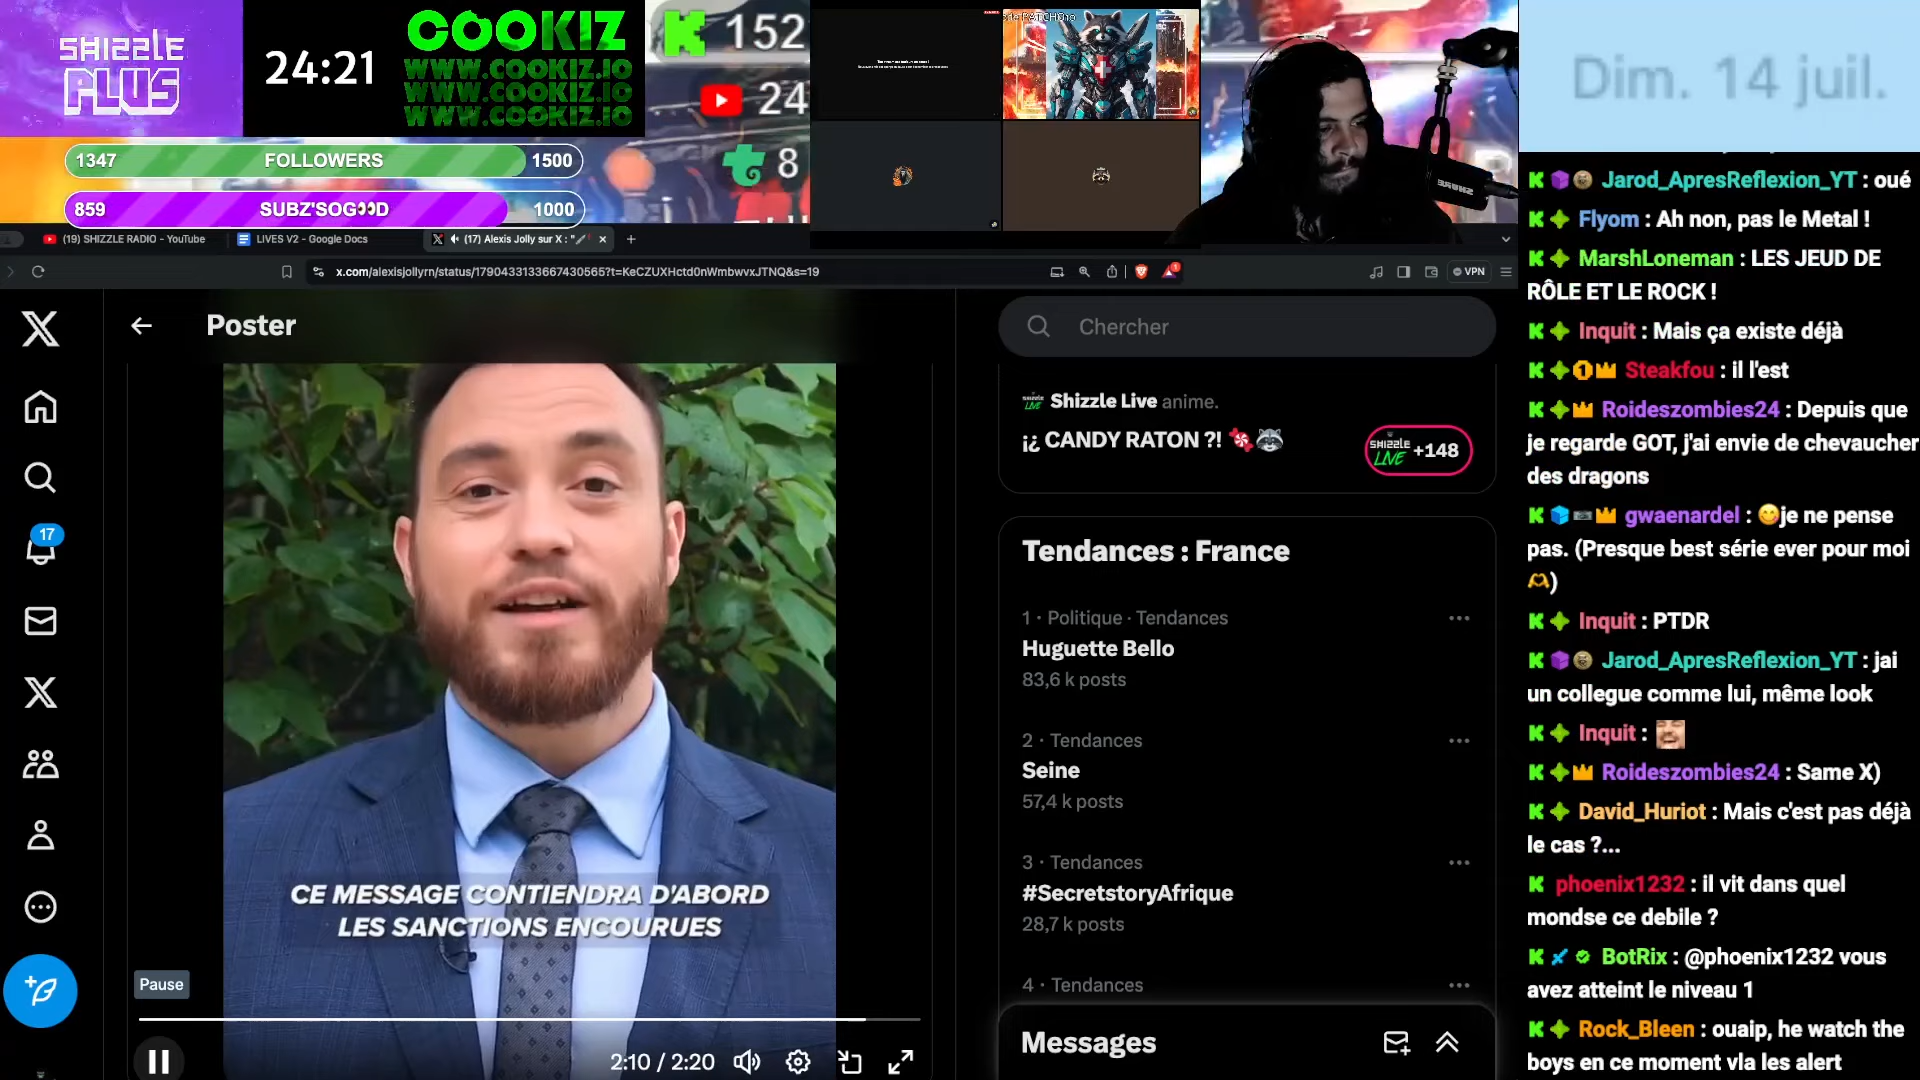 SHIZZLE
PLUS
24:21
COOKIZ
WWW.COOKIZ.IO
WWW.COOKIZ.IO
WWW.COOKIZ.IO
152
24
8
1347 FOLLOWERS 1500
859 SUBZ'SOG👀D 1000
Dim. 14 juil.
(19) SHIZZLE RADIO - YouTube
LIVES V2 - Google Docs
(17) Alexis Jolly sur X : "
x.com/alexisjollyrn/status/1790433133667430565?t=KeCZUXHctd0nWmbwvxJTNQ&s=19
VPN
Poster
17
CE MESSAGE CONTIENDRA D'ABORD
LES SANCTIONS ENCOURUES
Pause
2:10 / 2:20
Chercher
Shizzle Live anime.
¡¿ CANDY RATON ?! 🍬🦝
SHIZZLE LIVE +148
Tendances : France
1 · Politique · Tendances
Huguette Bello
83,6 k posts
2 · Tendances
Seine
57,4 k posts
3 · Tendances
#SecretstoryAfrique
28,7 k posts
4 · Tendances
Messages
Jarod_ApresReflexion_YT : oué
Flyom : Ah non, pas le Metal !
MarshLoneman : LES JEUD DE
RÔLE ET LE ROCK !
Inquit : Mais ça existe déjà
Steakfou : il l'est
Roideszombies24 : Depuis que
je regarde GOT, j'ai envie de chevaucher
des dragons
gwaenardel : 😋je ne pense
pas. (Presque best série ever pour moi
🫶)
Inquit : PTDR
Jarod_ApresReflexion_YT : jai
un collegue comme lui, même look
Inquit :
Roideszombies24 : Same X)
David_Huriot : Mais c'est pas déjà
le cas ?...
phoenix1232 : il vit dans quel
mondse ce debile ?
BotRix : @phoenix1232 vous
avez atteint le niveau 1
Rock_Bleen : ouaip, he watch the
boys en ce moment vla les alert